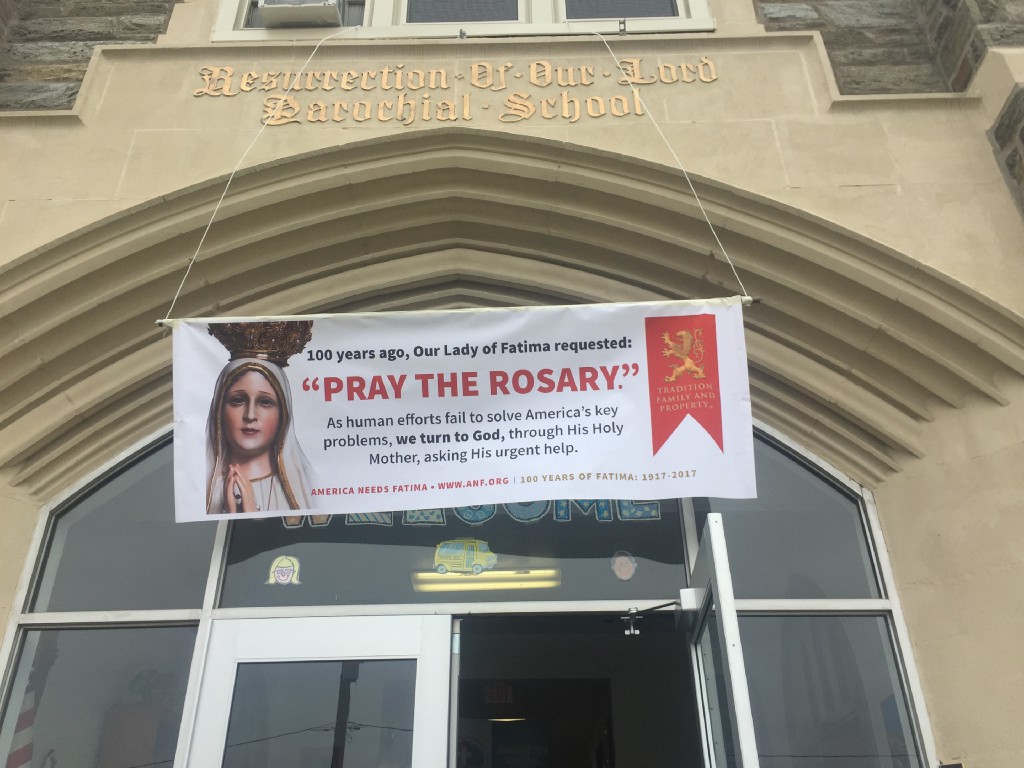 Resurrection · Of · Our · Lord
Parochial · School
100 years ago, Our Lady of Fatima requested:
“PRAY THE ROSARY.”
As human efforts fail to solve America’s key
problems, we turn to God, through His Holy
Mother, asking His urgent help.
AMERICA NEEDS FATIMA • WWW.ANF.ORG | 100 YEARS OF FATIMA: 1917-2017
TRADITION
FAMILY AND
PROPERTY
WELCOME
EXIT